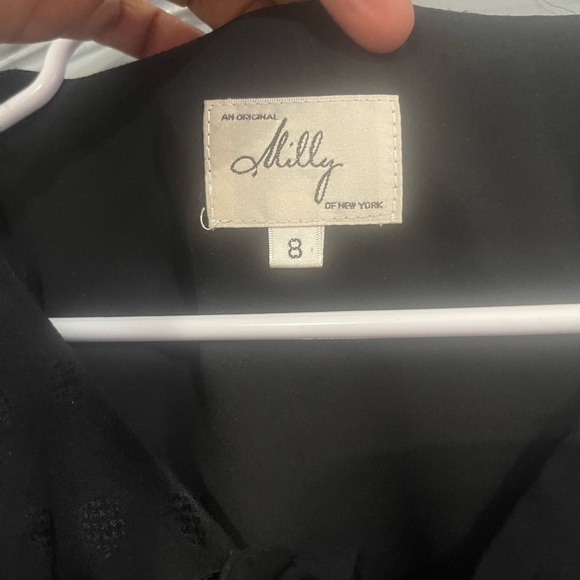 AN ORIGINAL
Milly
OF NEW YORK
8